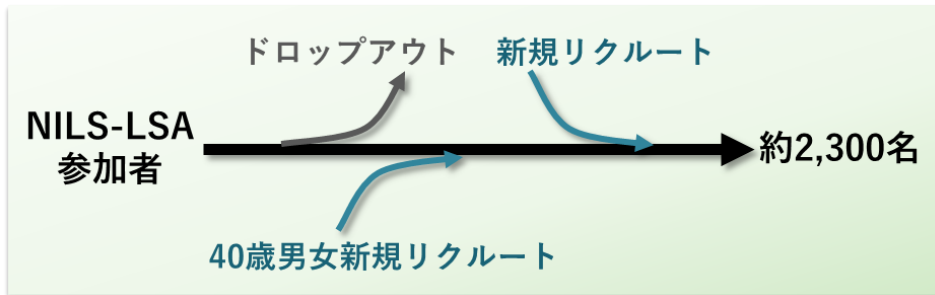 ドロップアウト
新規リクルート
NILS-LSA
参加者
約2,300名
40歳男女新規リクルート